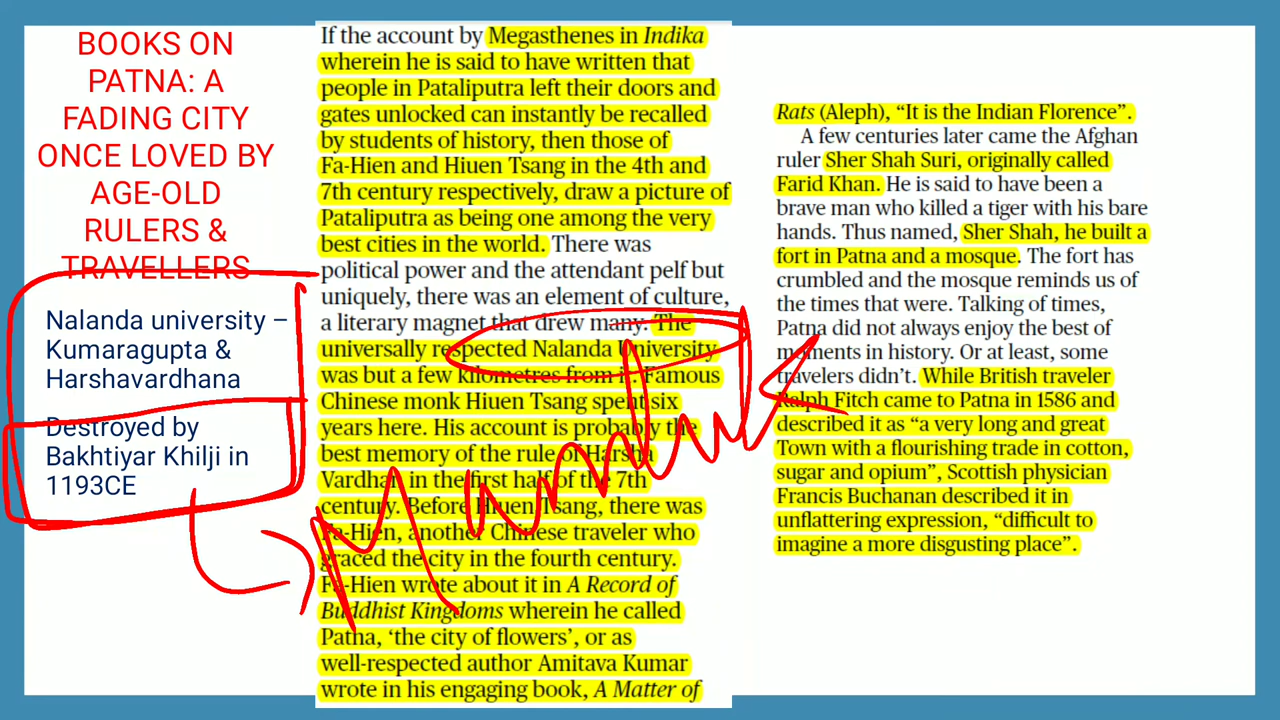 BOOKS ON
PATNA: A
FADING CITY
ONCE LOVED BY
AGE-OLD
RULERS &
TRAVELLERS
Nalanda university –
Kumaragupta &
Harshavardhana
Destroyed by
Bakhtiyar Khilji in
1193CE
If the account by Megasthenes in Indika
wherein he is said to have written that
people in Pataliputra left their doors and
gates unlocked can instantly be recalled
by students of history, then those of
Fa-Hien and Hiuen Tsang in the 4th and
7th century respectively, draw a picture of
Pataliputra as being one among the very
best cities in the world. There was
political power and the attendant pelf but
uniquely, there was an element of culture,
a literary magnet that drew many. The
universally respected Nalanda University
was but a few kilometres from it. Famous
Chinese monk Hiuen Tsang spent six
years here. His account is probably the
best memory of the rule of Harsha
Vardhan in the first half of the 7th
century. Before Hiuen Tsang, there was
Fa-Hien, another Chinese traveler who
graced the city in the fourth century.
Fa-Hien wrote about it in A Record of
Buddhist Kingdoms wherein he called
Patna, ‘the city of flowers’, or as
well-respected author Amitava Kumar
wrote in his engaging book, A Matter of
Rats (Aleph), “It is the Indian Florence”.
A few centuries later came the Afghan
ruler Sher Shah Suri, originally called
Farid Khan. He is said to have been a
brave man who killed a tiger with his bare
hands. Thus named, Sher Shah, he built a
fort in Patna and a mosque. The fort has
crumbled and the mosque reminds us of
the times that were. Talking of times,
Patna did not always enjoy the best of
moments in history. Or at least, some
travelers didn’t. While British traveler
Ralph Fitch came to Patna in 1586 and
described it as “a very long and great
Town with a flourishing trade in cotton,
sugar and opium”, Scottish physician
Francis Buchanan described it in
unflattering expression, “difficult to
imagine a more disgusting place”.